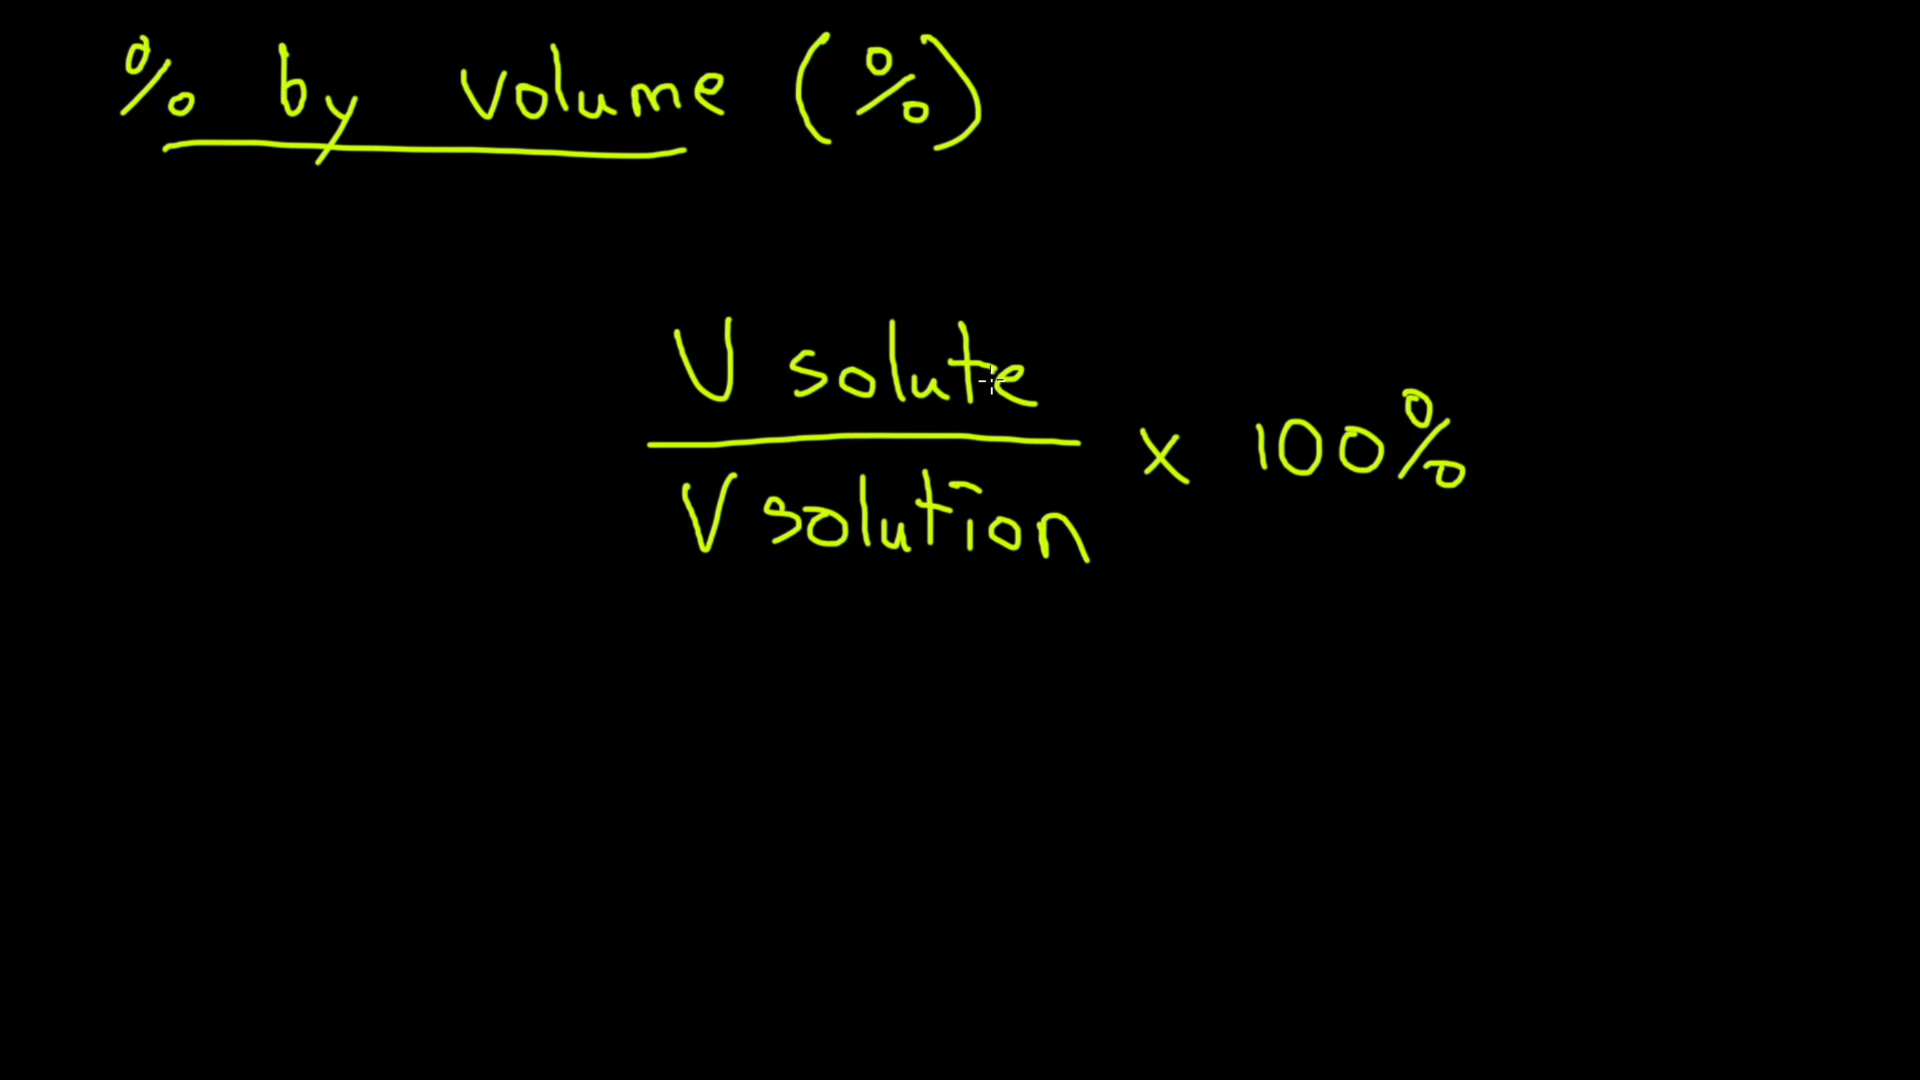 % by volume (%)
V solute
V solution
x 100%